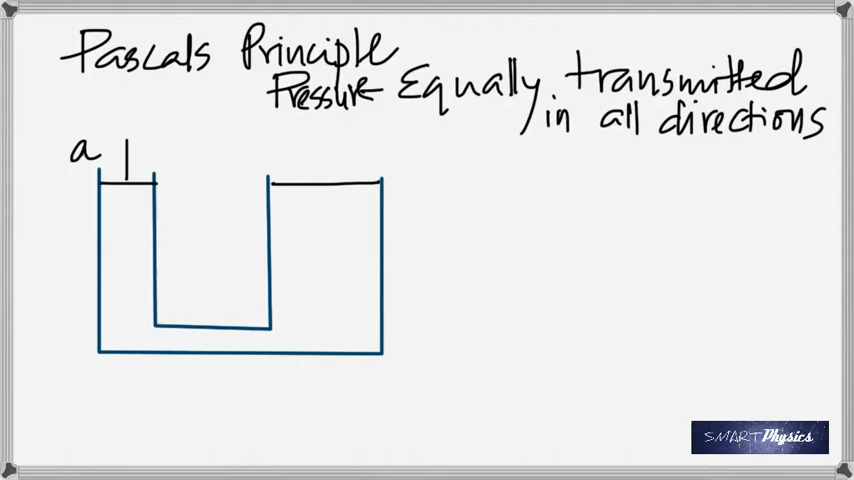 Pascals Principle
Pressure Equally transmitted
in all directions
a
SMARTPhysics